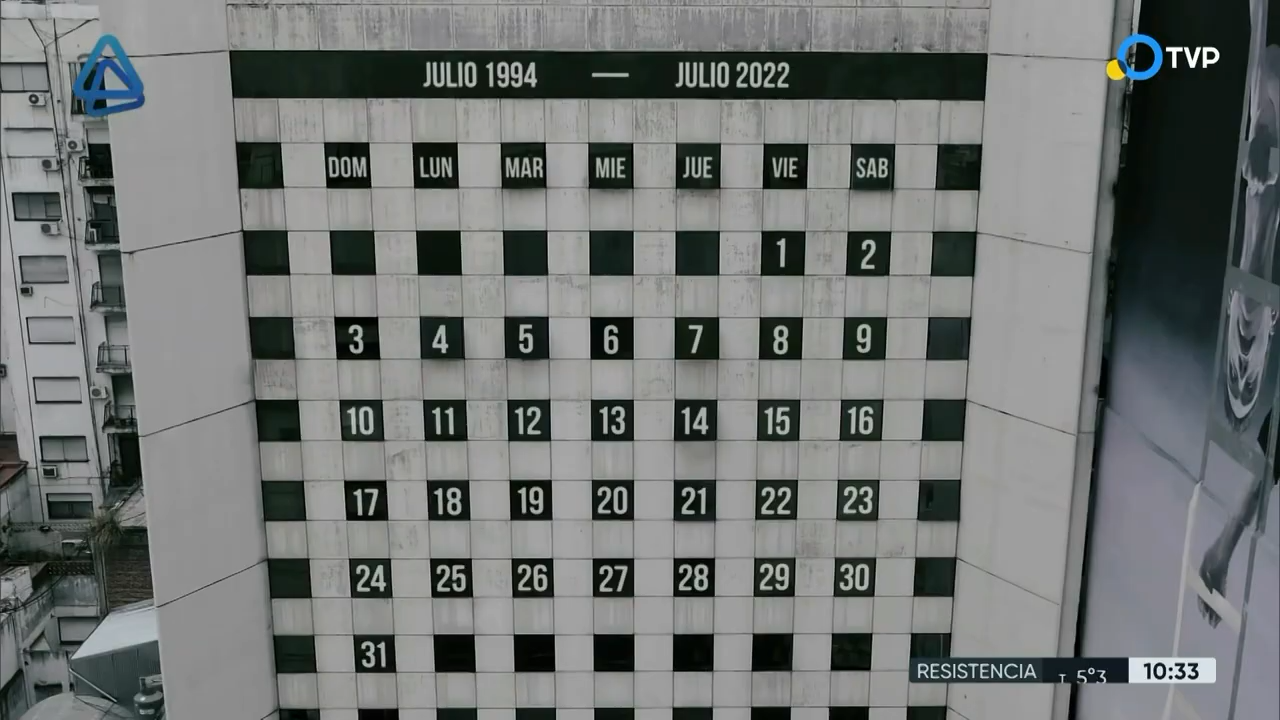 JULIO 1994 — JULIO 2022
TVP
DOM LUN MAR MIE JUE VIE SAB
1 2
3 4 5 6 7 8 9
10 11 12 13 14 15 16
17 18 19 20 21 22 23
24 25 26 27 28 29 30
31
RESISTENCIA T 5°3 10:33